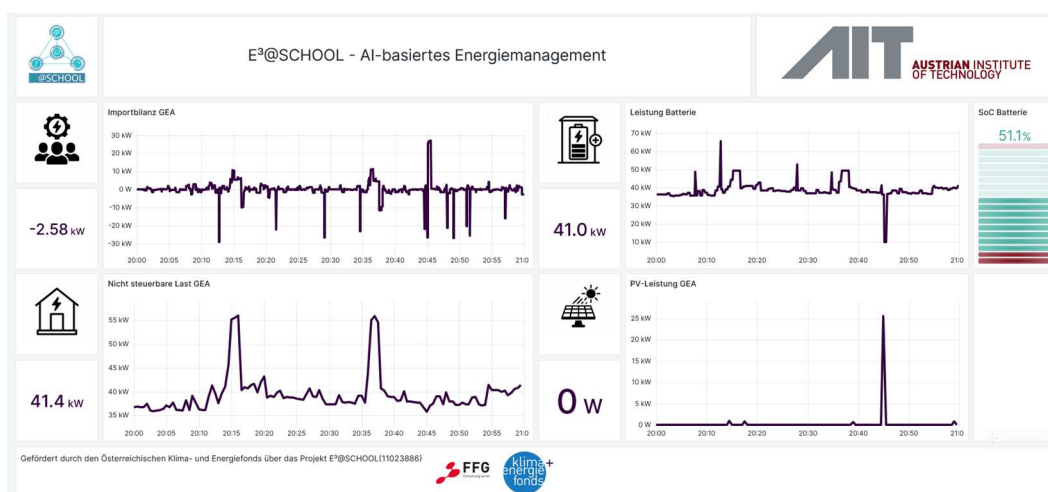 @SCHOOL
E³@SCHOOL - AI-basiertes Energiemanagement
AIT
AUSTRIAN INSTITUTE
OF TECHNOLOGY
Importbilanz GEA
30 kW
20 kW
10 kW
0 W
-10 kW
-20 kW
-30 kW
20:00 20:05 20:10 20:15 20:20 20:25 20:30 20:35 20:40 20:45 20:50 20:55 21:0
-2.58 kW
Leistung Batterie
70 kW
60 kW
50 kW
40 kW
30 kW
20 kW
10 kW
20:00 20:10 20:20 20:30 20:40 20:50 21:0
41.0 kW
SoC Batterie
51.1%
Nicht steuerbare Last GEA
55 kW
50 kW
45 kW
40 kW
35 kW
20:00 20:05 20:10 20:15 20:20 20:25 20:30 20:35 20:40 20:45 20:50 20:55 21:0
41.4 kW
PV-Leistung GEA
25 kW
20 kW
15 kW
10 kW
5 kW
0 W
20:00 20:10 20:20 20:30 20:40 20:50 21:0
0 W
Gefördert durch den Österreichischen Klima- und Energiefonds über das Projekt E³@SCHOOL(11023886)
FFG
klima+
energie
fonds